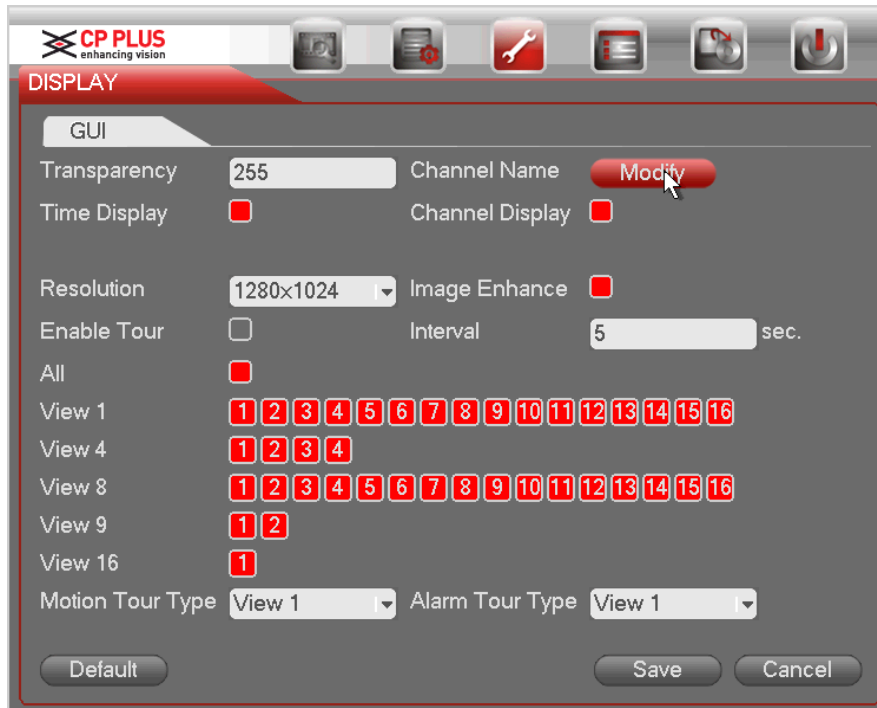 CP PLUS
enhancing vision
DISPLAY
GUI
Transparency 255 Channel Name Modify
Time Display Channel Display
Resolution 1280×1024 Image Enhance
Enable Tour Interval 5 sec.
All
View 1 1 2 3 4 5 6 7 8 9 10 11 12 13 14 15 16
View 4 1 2 3 4
View 8 1 2 3 4 5 6 7 8 9 10 11 12 13 14 15 16
View 9 1 2
View 16 1
Motion Tour Type View 1 Alarm Tour Type View 1
Default Save Cancel